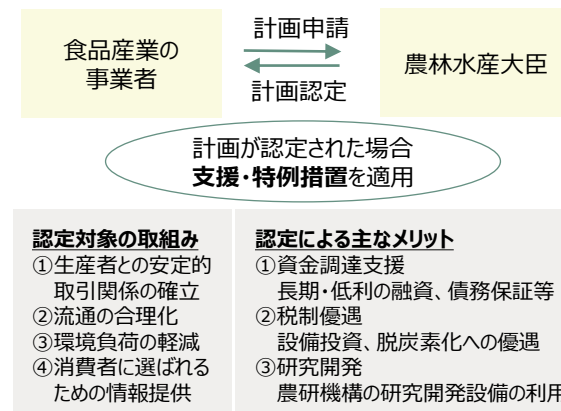 食品産業の
事業者
計画申請
計画認定
農林水産大臣
計画が認定された場合
支援・特例措置を適用
認定対象の取組み
①生産者との安定的
取引関係の確立
②流通の合理化
③環境負荷の軽減
④消費者に選ばれる
ための情報提供
認定による主なメリット
①資金調達支援
長期・低利の融資、債務保証等
②税制優遇
設備投資、脱炭素化への優遇
③研究開発
農研機構の研究開発設備の利用